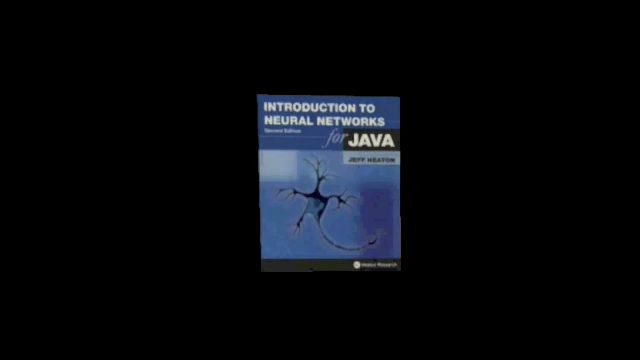 INTRODUCTION TO
NEURAL NETWORKS
Second Edition
for JAVA
JEFF HEATON
Heaton Research